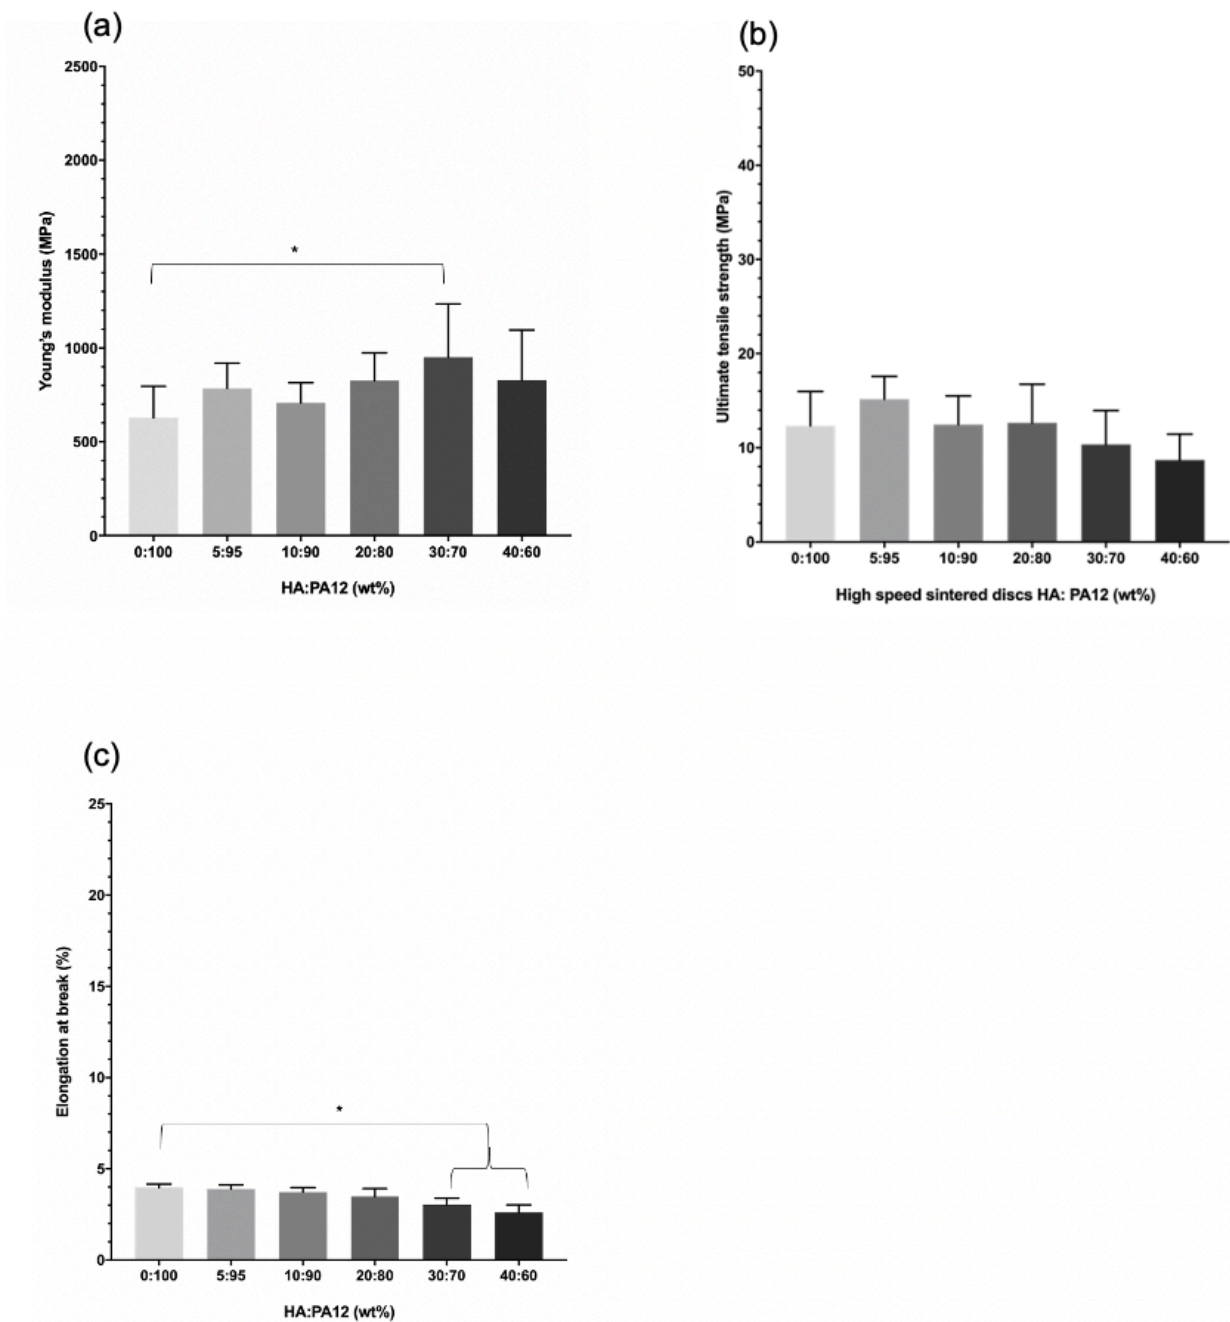 (a)
2500
2000
1500
1000
500
0
Young's modulus (MPa)
*
0:100 5:95 10:90 20:80 30:70 40:60
HA:PA12 (wt%)
(b)
50
40
30
20
10
0
Ultimate tensile strength (MPa)
0:100 5:95 10:90 20:80 30:70 40:60
High speed sintered discs HA: PA12 (wt%)
(c)
25
20
15
10
5
0
Elongation at break (%)
*
0:100 5:95 10:90 20:80 30:70 40:60
HA:PA12 (wt%)